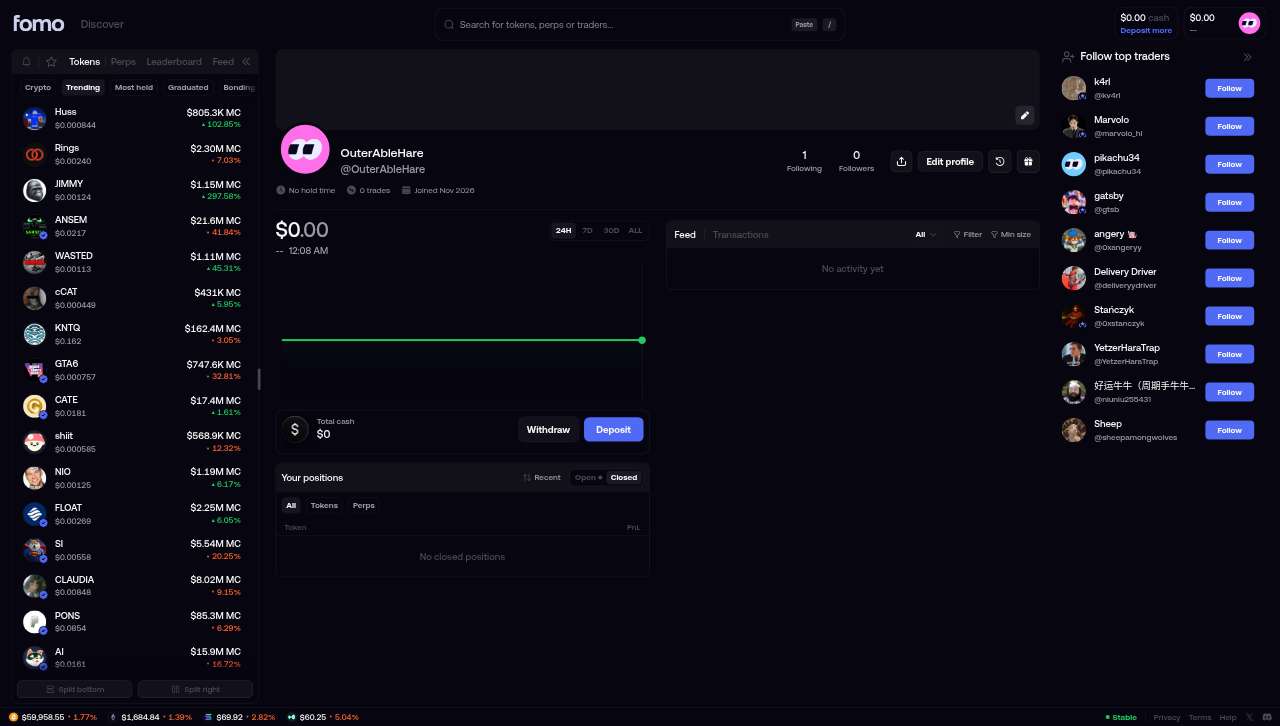 fomo Discover
Search for tokens, perps or traders...
Paste /
$0.00 cash
Deposit more
$0.00
--
Tokens Perps Leaderboard Feed
Crypto Trending Most held Graduated Bonding
Huss $805.3K MC
$0.000844 102.85%
Rings $2.30M MC
$0.00240 7.03%
JIMMY $1.15M MC
$0.00124 297.58%
ANSEM $21.6M MC
$0.0217 41.84%
WASTED $1.11M MC
$0.00113 45.31%
cCAT $431K MC
$0.000449 5.95%
KNTQ $162.4M MC
$0.162 3.05%
GTA6 $747.6K MC
$0.000757 32.81%
CATE $17.4M MC
$0.0181 1.61%
shiit $568.9K MC
$0.000585 12.32%
NIO $1.19M MC
$0.00125 6.17%
FLOAT $2.25M MC
$0.00269 6.05%
SI $5.54M MC
$0.00558 20.25%
CLAUDIA $8.02M MC
$0.00848 9.15%
PONS $85.3M MC
$0.0854 6.29%
AI $15.9M MC
$0.0161 16.72%
Split bottom Split right
OuterAbleHare
@OuterAbleHare
No hold time 0 trades Joined Nov 2026
1 Following
0 Followers
Edit profile
$0.00
-- 12:08 AM
24H 7D 30D ALL
Total cash
$0
Withdraw Deposit
Your positions Recent Open Closed
All Tokens Perps
Token PnL
No closed positions
Feed Transactions All Filter Min size
No activity yet
Follow top traders
k4rl
@kv4rl
Follow
Marvolo
@marvolo_hl
Follow
pikachu34
@pikachu34
Follow
gatsby
@gtsb
Follow
angery
@0xangeryy
Follow
Delivery Driver
@deliveryydriver
Follow
Stańczyk
@0xstanczyk
Follow
YetzerHaraTrap
@YetzerHaraTrap
Follow
好运牛牛（周期手牛牛...
@niuniu255431
Follow
Sheep
@sheepamongwolves
Follow
$59,958.55 1.77% $1,684.84 1.39% $69.92 2.82% $60.25 5.04%
Stable Privacy Terms Help